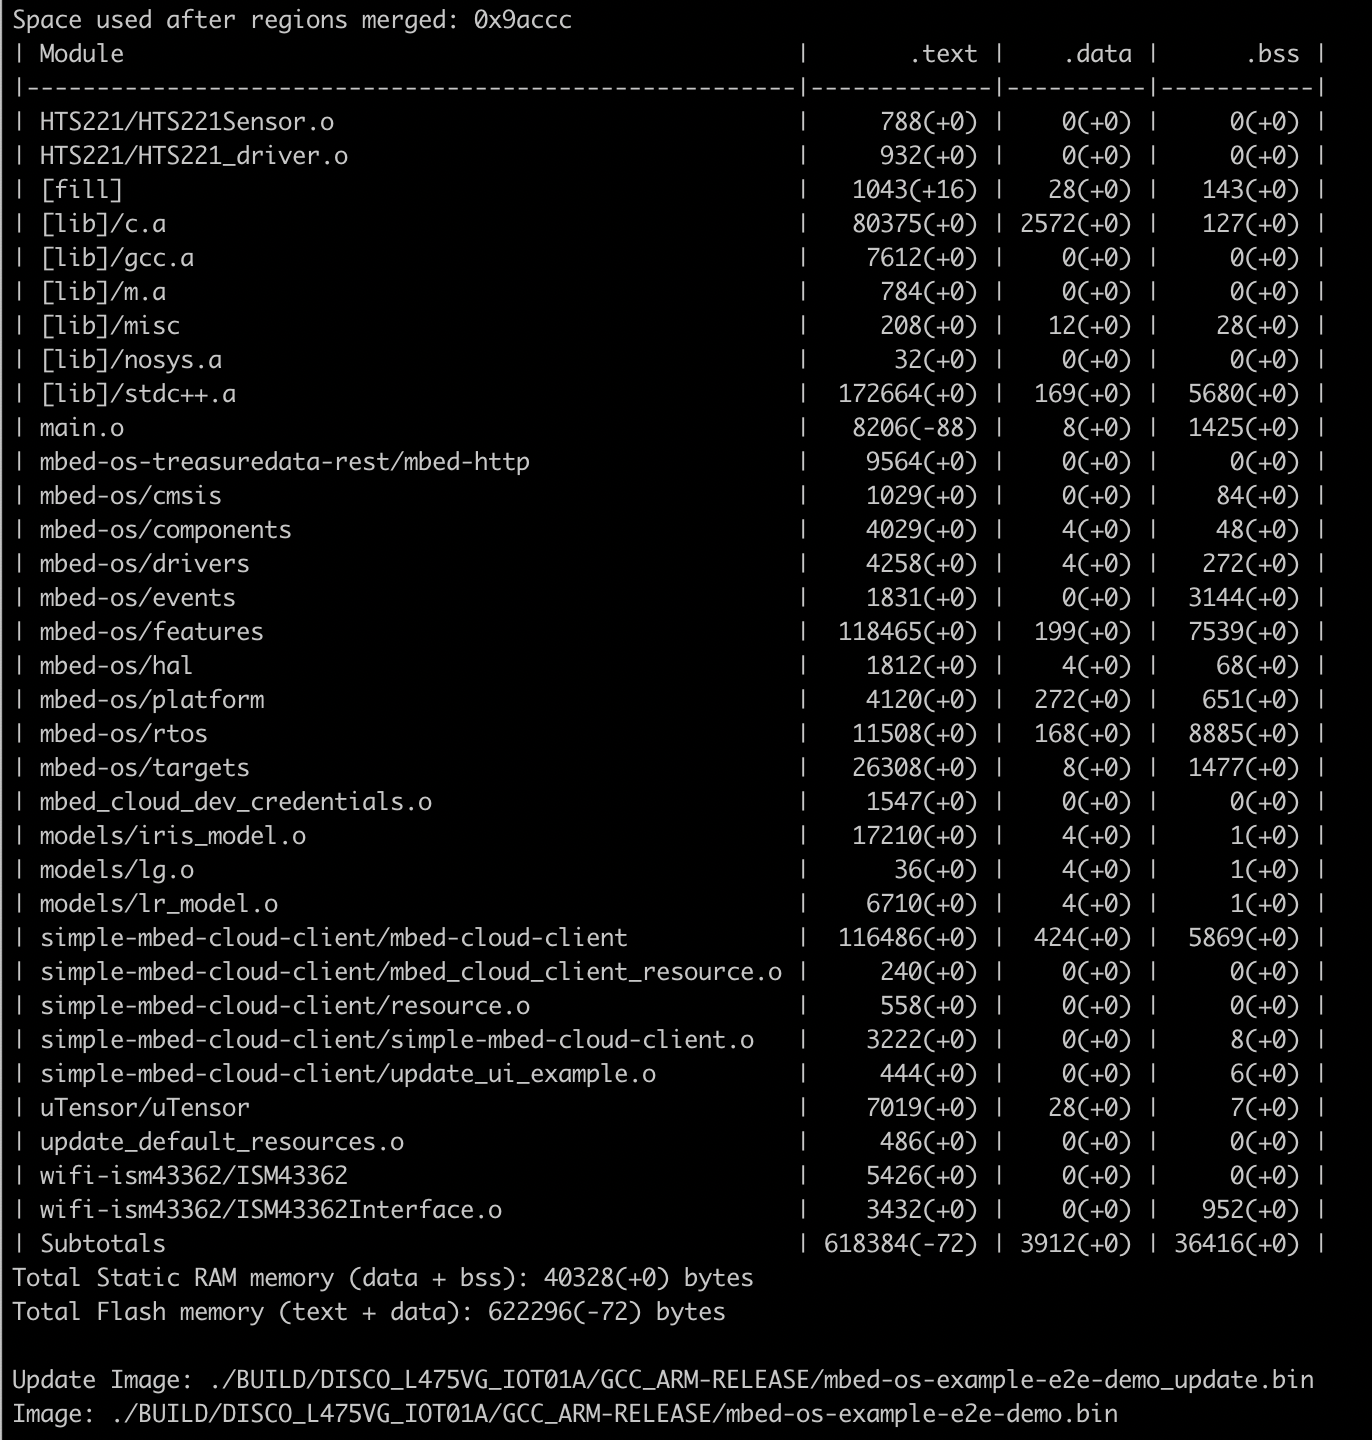 Space used after regions merged: 0x9accc
| Module                                                 |       .text |    .data |      .bss |
|-------------------------------------------------------|-------------|----------|-----------|
| HTS221/HTS221Sensor.o                                 |     788(+0) |    0(+0) |     0(+0) |
| HTS221/HTS221_driver.o                                |     932(+0) |    0(+0) |     0(+0) |
| [fill]                                                |   1043(+16) |   28(+0) |   143(+0) |
| [lib]/c.a                                             |   80375(+0) | 2572(+0) |   127(+0) |
| [lib]/gcc.a                                           |    7612(+0) |    0(+0) |     0(+0) |
| [lib]/m.a                                             |     784(+0) |    0(+0) |     0(+0) |
| [lib]/misc                                            |     208(+0) |   12(+0) |    28(+0) |
| [lib]/nosys.a                                         |      32(+0) |    0(+0) |     0(+0) |
| [lib]/stdc++.a                                        |  172664(+0) |  169(+0) |  5680(+0) |
| main.o                                                |   8206(-88) |    8(+0) |  1425(+0) |
| mbed-os-treasuredata-rest/mbed-http                   |    9564(+0) |    0(+0) |     0(+0) |
| mbed-os/cmsis                                         |    1029(+0) |    0(+0) |    84(+0) |
| mbed-os/components                                    |    4029(+0) |    4(+0) |    48(+0) |
| mbed-os/drivers                                       |    4258(+0) |    4(+0) |   272(+0) |
| mbed-os/events                                        |    1831(+0) |    0(+0) |  3144(+0) |
| mbed-os/features                                      |  118465(+0) |  199(+0) |  7539(+0) |
| mbed-os/hal                                           |    1812(+0) |    4(+0) |    68(+0) |
| mbed-os/platform                                      |    4120(+0) |  272(+0) |   651(+0) |
| mbed-os/rtos                                          |   11508(+0) |  168(+0) |  8885(+0) |
| mbed-os/targets                                       |   26308(+0) |    8(+0) |  1477(+0) |
| mbed_cloud_dev_credentials.o                          |    1547(+0) |    0(+0) |     0(+0) |
| models/iris_model.o                                   |   17210(+0) |    4(+0) |     1(+0) |
| models/lg.o                                           |      36(+0) |    4(+0) |     1(+0) |
| models/lr_model.o                                     |    6710(+0) |    4(+0) |     1(+0) |
| simple-mbed-cloud-client/mbed-cloud-client            |  116486(+0) |  424(+0) |  5869(+0) |
| simple-mbed-cloud-client/mbed_cloud_client_resource.o |     240(+0) |    0(+0) |     0(+0) |
| simple-mbed-cloud-client/resource.o                   |     558(+0) |    0(+0) |     0(+0) |
| simple-mbed-cloud-client/simple-mbed-cloud-client.o   |    3222(+0) |    0(+0) |     8(+0) |
| simple-mbed-cloud-client/update_ui_example.o          |     444(+0) |    0(+0) |     6(+0) |
| uTensor/uTensor                                       |    7019(+0) |   28(+0) |     7(+0) |
| update_default_resources.o                            |     486(+0) |    0(+0) |     0(+0) |
| wifi-ism43362/ISM43362                                |    5426(+0) |    0(+0) |     0(+0) |
| wifi-ism43362/ISM43362Interface.o                     |    3432(+0) |    0(+0) |   952(+0) |
| Subtotals                                             | 618384(-72) | 3912(+0) | 36416(+0) |
Total Static RAM memory (data + bss): 40328(+0) bytes
Total Flash memory (text + data): 622296(-72) bytes
Update Image: ./BUILD/DISCO_L475VG_IOT01A/GCC_ARM-RELEASE/mbed-os-example-e2e-demo_update.bin
Image: ./BUILD/DISCO_L475VG_IOT01A/GCC_ARM-RELEASE/mbed-os-example-e2e-demo.bin